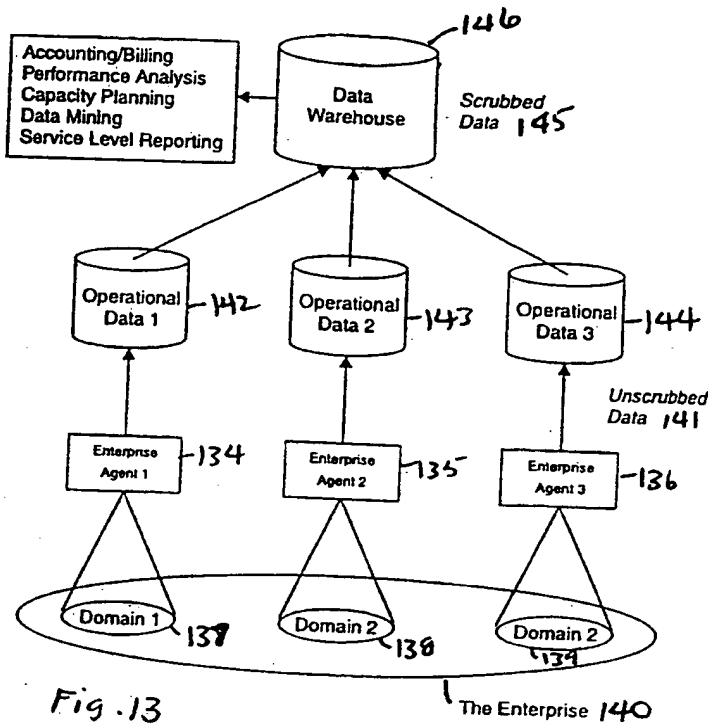 146
Accounting/Billing
Performance Analysis
Capacity Planning
Data Mining
Service Level Reporting
Data
Warehouse
Scrubbed
Data 145
Operational
Data 1
142
Operational
Data 2
143
Operational
Data 3
144
Unscrubbed
Data 141
Enterprise
Agent 1
134
Enterprise
Agent 2
135
Enterprise
Agent 3
136
Domain 1
Domain 2
138
Domain 2
139
Fig. 13
The Enterprise 140